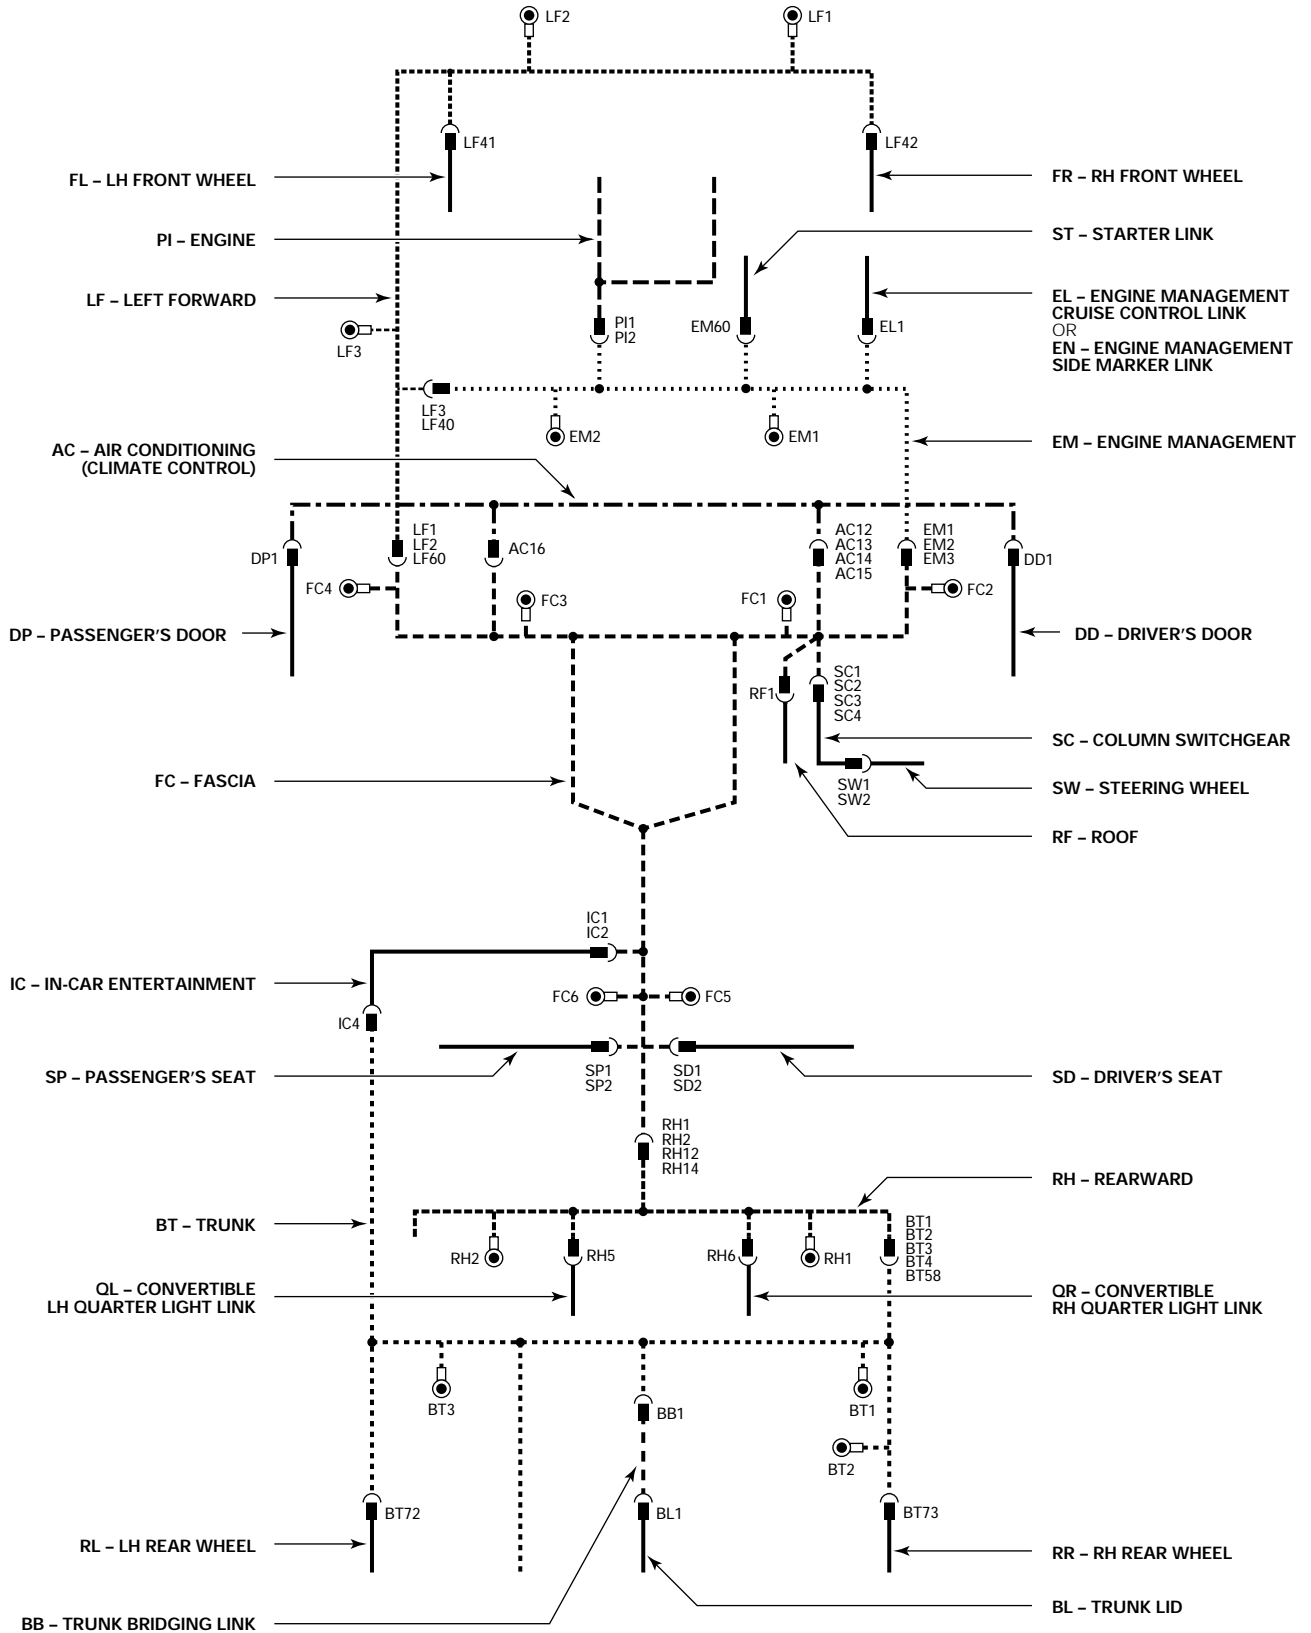 LF2
LF1
LF41
LF42
FL – LH FRONT WHEEL
FR – RH FRONT WHEEL
PI – ENGINE
ST – STARTER LINK
LF – LEFT FORWARD
EL – ENGINE MANAGEMENT
CRUISE CONTROL LINK
OR
EN – ENGINE MANAGEMENT
SIDE MARKER LINK
PI1
PI2
EM60
EL1
LF3
LF3
LF40
EM2
EM1
EM – ENGINE MANAGEMENT
AC – AIR CONDITIONING
(CLIMATE CONTROL)
DP1
LF1
LF2
LF60
AC16
AC12
AC13
AC14
AC15
EM1
EM2
EM3
DD1
FC4
FC3
FC1
FC2
DP – PASSENGER'S DOOR
DD – DRIVER'S DOOR
RF1
SC1
SC2
SC3
SC4
SC – COLUMN SWITCHGEAR
FC – FASCIA
SW1
SW2
SW – STEERING WHEEL
RF – ROOF
IC1
IC2
IC – IN-CAR ENTERTAINMENT
FC6
FC5
IC4
SP – PASSENGER'S SEAT
SP1
SP2
SD1
SD2
SD – DRIVER'S SEAT
RH1
RH2
RH12
RH14
RH – REARWARD
BT – TRUNK
RH2
RH5
RH6
RH1
BT1
BT2
BT3
BT4
BT58
QL – CONVERTIBLE
LH QUARTER LIGHT LINK
QR – CONVERTIBLE
RH QUARTER LIGHT LINK
BT3
BB1
BT1
BT2
BT72
BL1
BT73
RL – LH REAR WHEEL
RR – RH REAR WHEEL
BB – TRUNK BRIDGING LINK
BL – TRUNK LID